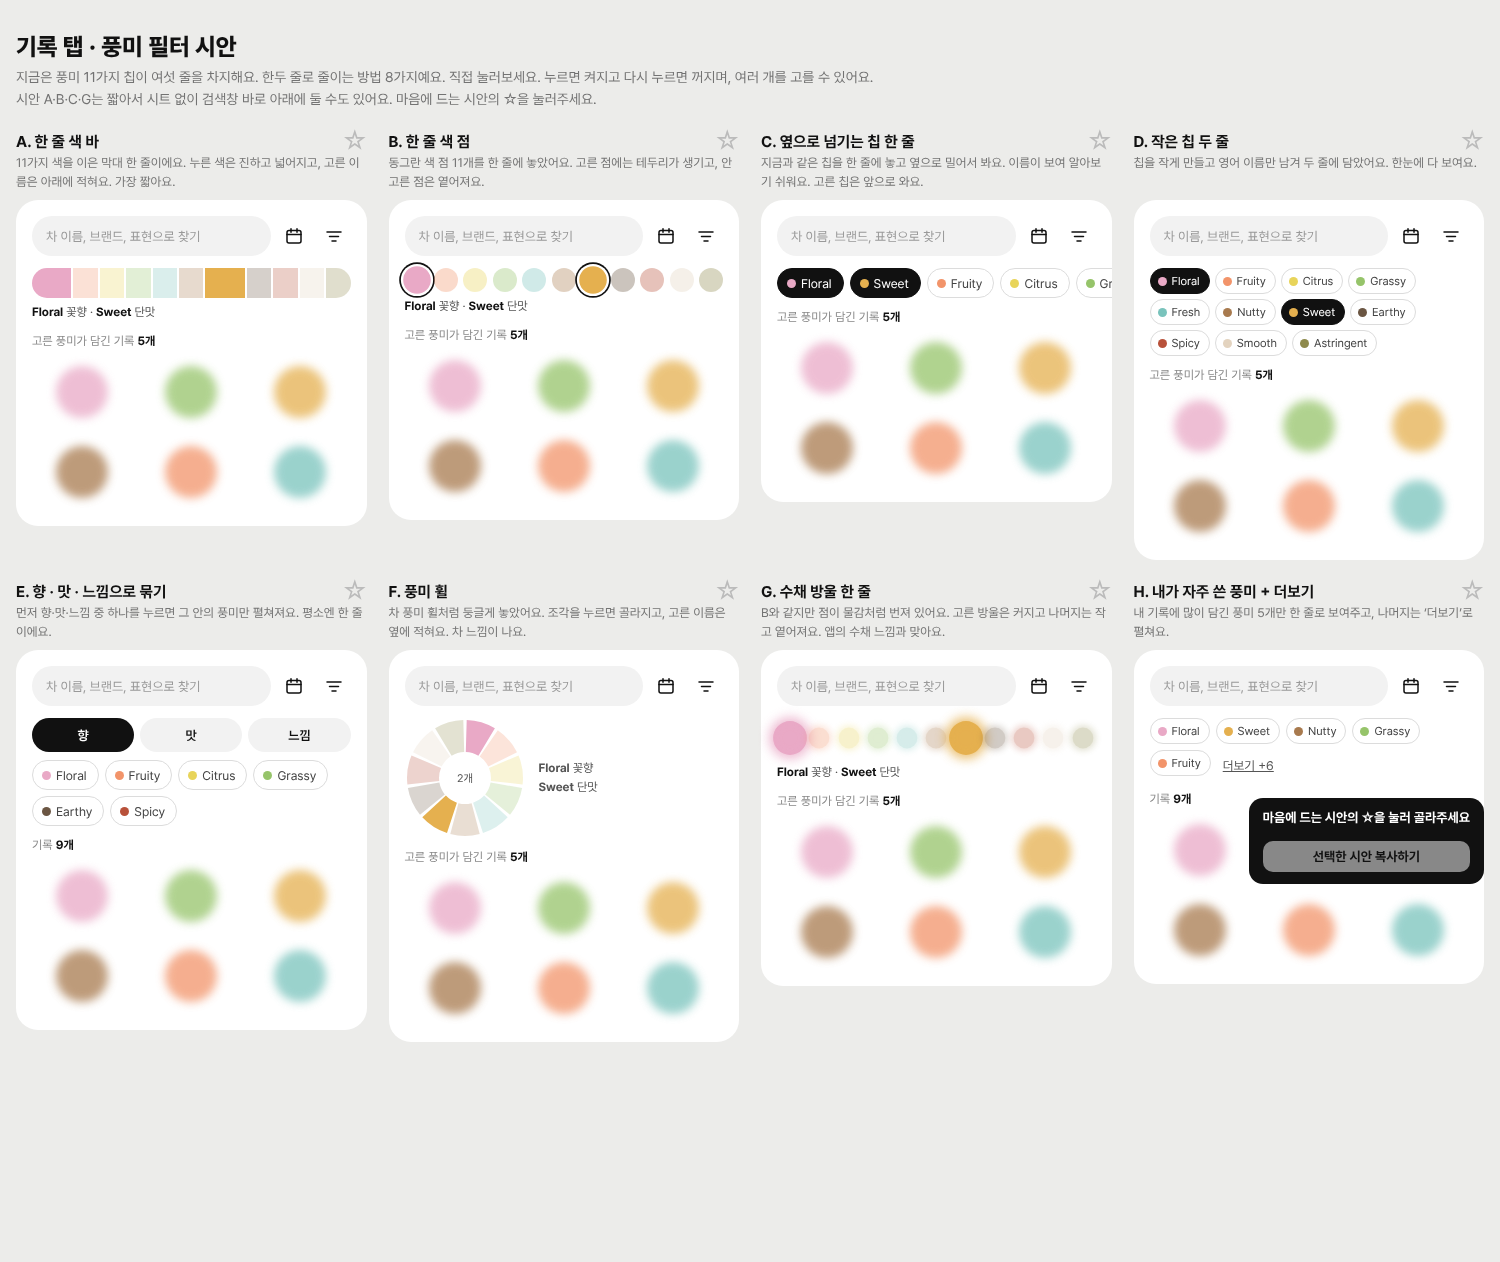 기록 탭 · 풍미 필터 시안
지금은 풍미 11가지 칩이 여섯 줄을 차지해요. 한두 줄로 줄이는 방법 8가지예요. 직접 눌러보세요. 누르면 켜지고 다시 누르면 꺼지며, 여러 개를 고를 수 있어요.
시안 A·B·C·G는 짧아서 시트 없이 검색창 바로 아래에 둘 수도 있어요. 마음에 드는 시안의 ☆을 눌러주세요.
A. 한 줄 색 바
11가지 색을 이은 막대 한 줄이에요. 누른 색은 진하고 넓어지고, 고른 이
름은 아래에 적혀요. 가장 짧아요.
차 이름, 브랜드, 표현으로 찾기
Floral 꽃향 · Sweet 단맛
고른 풍미가 담긴 기록 5개
B. 한 줄 색 점
동그란 색 점 11개를 한 줄에 놓았어요. 고른 점에는 테두리가 생기고, 안
고른 점은 옅어져요.
차 이름, 브랜드, 표현으로 찾기
Floral 꽃향 · Sweet 단맛
고른 풍미가 담긴 기록 5개
C. 옆으로 넘기는 칩 한 줄
지금과 같은 칩을 한 줄에 놓고 옆으로 밀어서 봐요. 이름이 보여 알아보
기 쉬워요. 고른 칩은 앞으로 와요.
차 이름, 브랜드, 표현으로 찾기
Floral Sweet Fruity Citrus Gr
고른 풍미가 담긴 기록 5개
D. 작은 칩 두 줄
칩을 작게 만들고 영어 이름만 남겨 두 줄에 담았어요. 한눈에 다 보여요.
차 이름, 브랜드, 표현으로 찾기
Floral Fruity Citrus Grassy
Fresh Nutty Sweet Earthy
Spicy Smooth Astringent
고른 풍미가 담긴 기록 5개
E. 향 · 맛 · 느낌으로 묶기
먼저 향·맛·느낌 중 하나를 누르면 그 안의 풍미만 펼쳐져요. 평소엔 한 줄
이에요.
차 이름, 브랜드, 표현으로 찾기
향 맛 느낌
Floral Fruity Citrus Grassy
Earthy Spicy
기록 9개
F. 풍미 휠
차 풍미 휠처럼 둥글게 놓았어요. 조각을 누르면 골라지고, 고른 이름은
옆에 적혀요. 차 느낌이 나요.
차 이름, 브랜드, 표현으로 찾기
2개
Floral 꽃향
Sweet 단맛
고른 풍미가 담긴 기록 5개
G. 수채 방울 한 줄
B와 같지만 점이 물감처럼 번져 있어요. 고른 방울은 커지고 나머지는 작
고 옅어져요. 앱의 수채 느낌과 맞아요.
차 이름, 브랜드, 표현으로 찾기
Floral 꽃향 · Sweet 단맛
고른 풍미가 담긴 기록 5개
H. 내가 자주 쓴 풍미 + 더보기
내 기록에 많이 담긴 풍미 5개만 한 줄로 보여주고, 나머지는 ‘더보기’로
펼쳐요.
차 이름, 브랜드, 표현으로 찾기
Floral Sweet Nutty Grassy
Fruity 더보기 +6
기록 9개
마음에 드는 시안의 ☆을 눌러 골라주세요
선택한 시안 복사하기